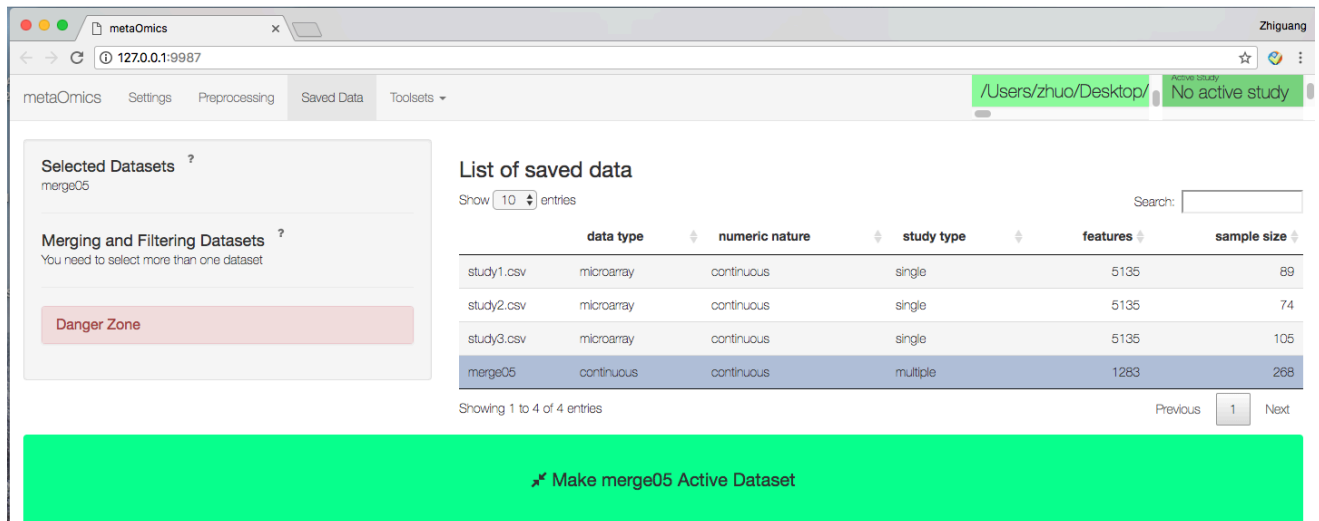 metaOmics
Zhiguang
127.0.0.1:9987
metaOmics Settings Preprocessing Saved Data Toolsets
/Users/zhuo/Desktop/
Active Study
No active study
Selected Datasets ?
merge05
Merging and Filtering Datasets ?
You need to select more than one dataset
Danger Zone
List of saved data
Show 10 entries
Search:
data type numeric nature study type features sample size
study1.csv microarray continuous single 5135 89
study2.csv microarray continuous single 5135 74
study3.csv microarray continuous single 5135 105
merge05 continuous continuous multiple 1283 268
Showing 1 to 4 of 4 entries
Previous 1 Next
Make merge05 Active Dataset